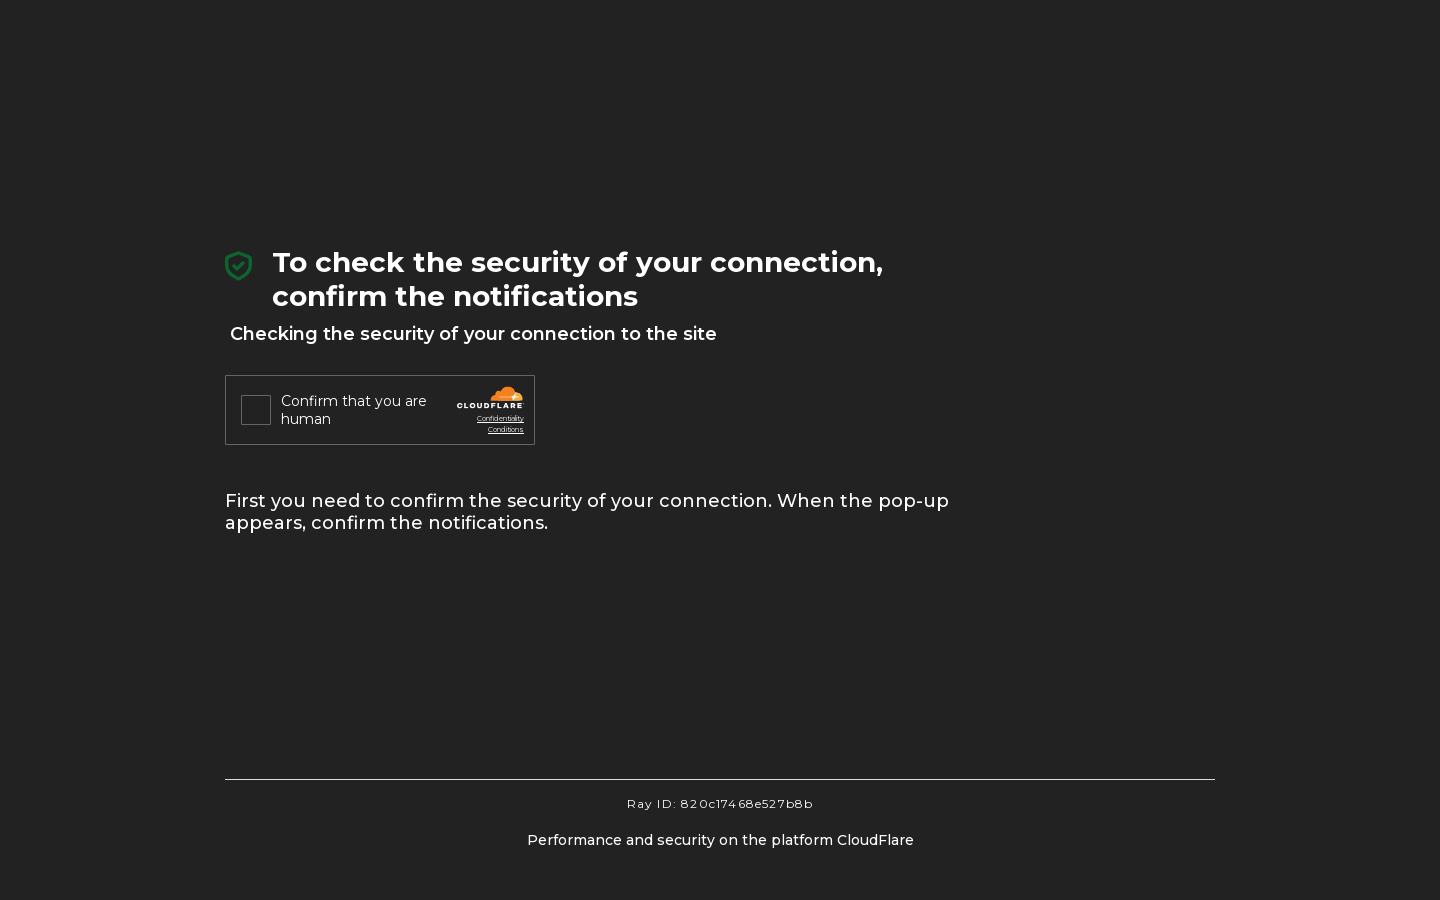 To check the security of your connection,
confirm the notifications
Checking the security of your connection to the site
Confirm that you are
human
CLOUDFLARE
Confidentiality
Conditions
First you need to confirm the security of your connection. When the pop-up
appears, confirm the notifications.
Ray ID: 820c17468e527b8b
Performance and security on the platform CloudFlare